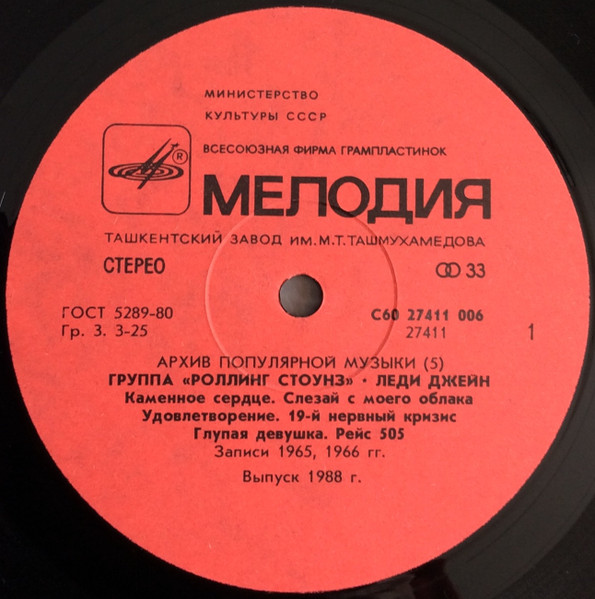 МИНИСТЕРСТВО
КУЛЬТУРЫ СССР
ВСЕСОЮЗНАЯ ФИРМА ГРАМПЛАСТИНОК
®
МЕЛОДИЯ
ТАШКЕНТСКИЙ ЗАВОД ИМ.М.Т.ТАШМУХАМЕДОВА
СТЕРЕО 33
ГОСТ 5289-80 С60 27411 006
Гр. 3. 3-25 27411 1
АРХИВ ПОПУЛЯРНОЙ МУЗЫКИ (5)
ГРУППА «РОЛЛИНГ СТОУНЗ» · ЛЕДИ ДЖЕЙН
Каменное сердце. Слезай с моего облака
Удовлетворение. 19-й нервный кризис
Глупая девушка. Рейс 505
Записи 1965, 1966 гг.
Выпуск 1988 г.